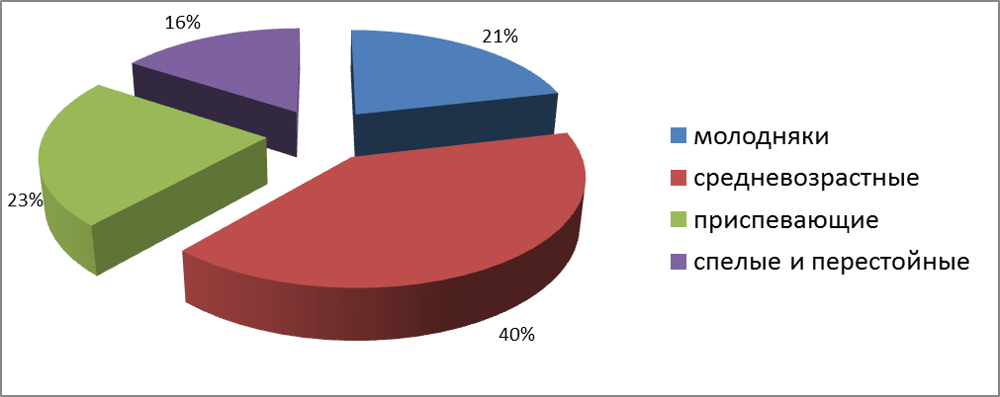 16%
21%
23%
40%
молодняки
средневозрастные
приспевающие
спелые и перестойные